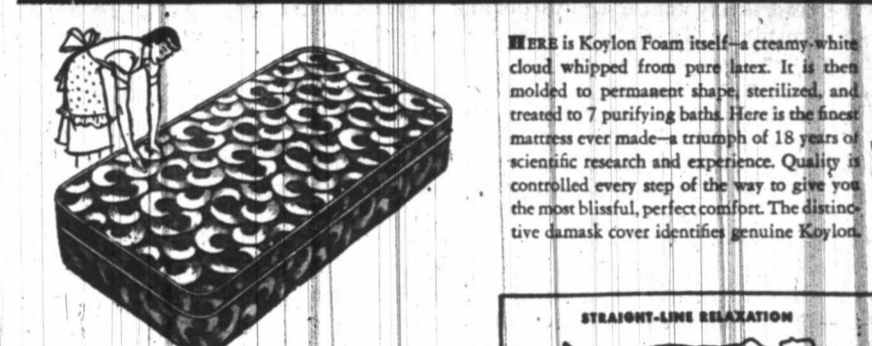 HERE is Koylon Foam itself—a creamy-white
cloud whipped from pure latex. It is then
molded to permanent shape, sterilized, and
treated to 7 purifying baths. Here is the finest
mattress ever made—a triumph of 18 years of
scientific research and experience. Quality is
controlled every step of the way to give you
the most blissful, perfect comfort. The distinc-
tive damask cover identifies genuine Koylon.
STRAIGHT-LINE RELAXATION